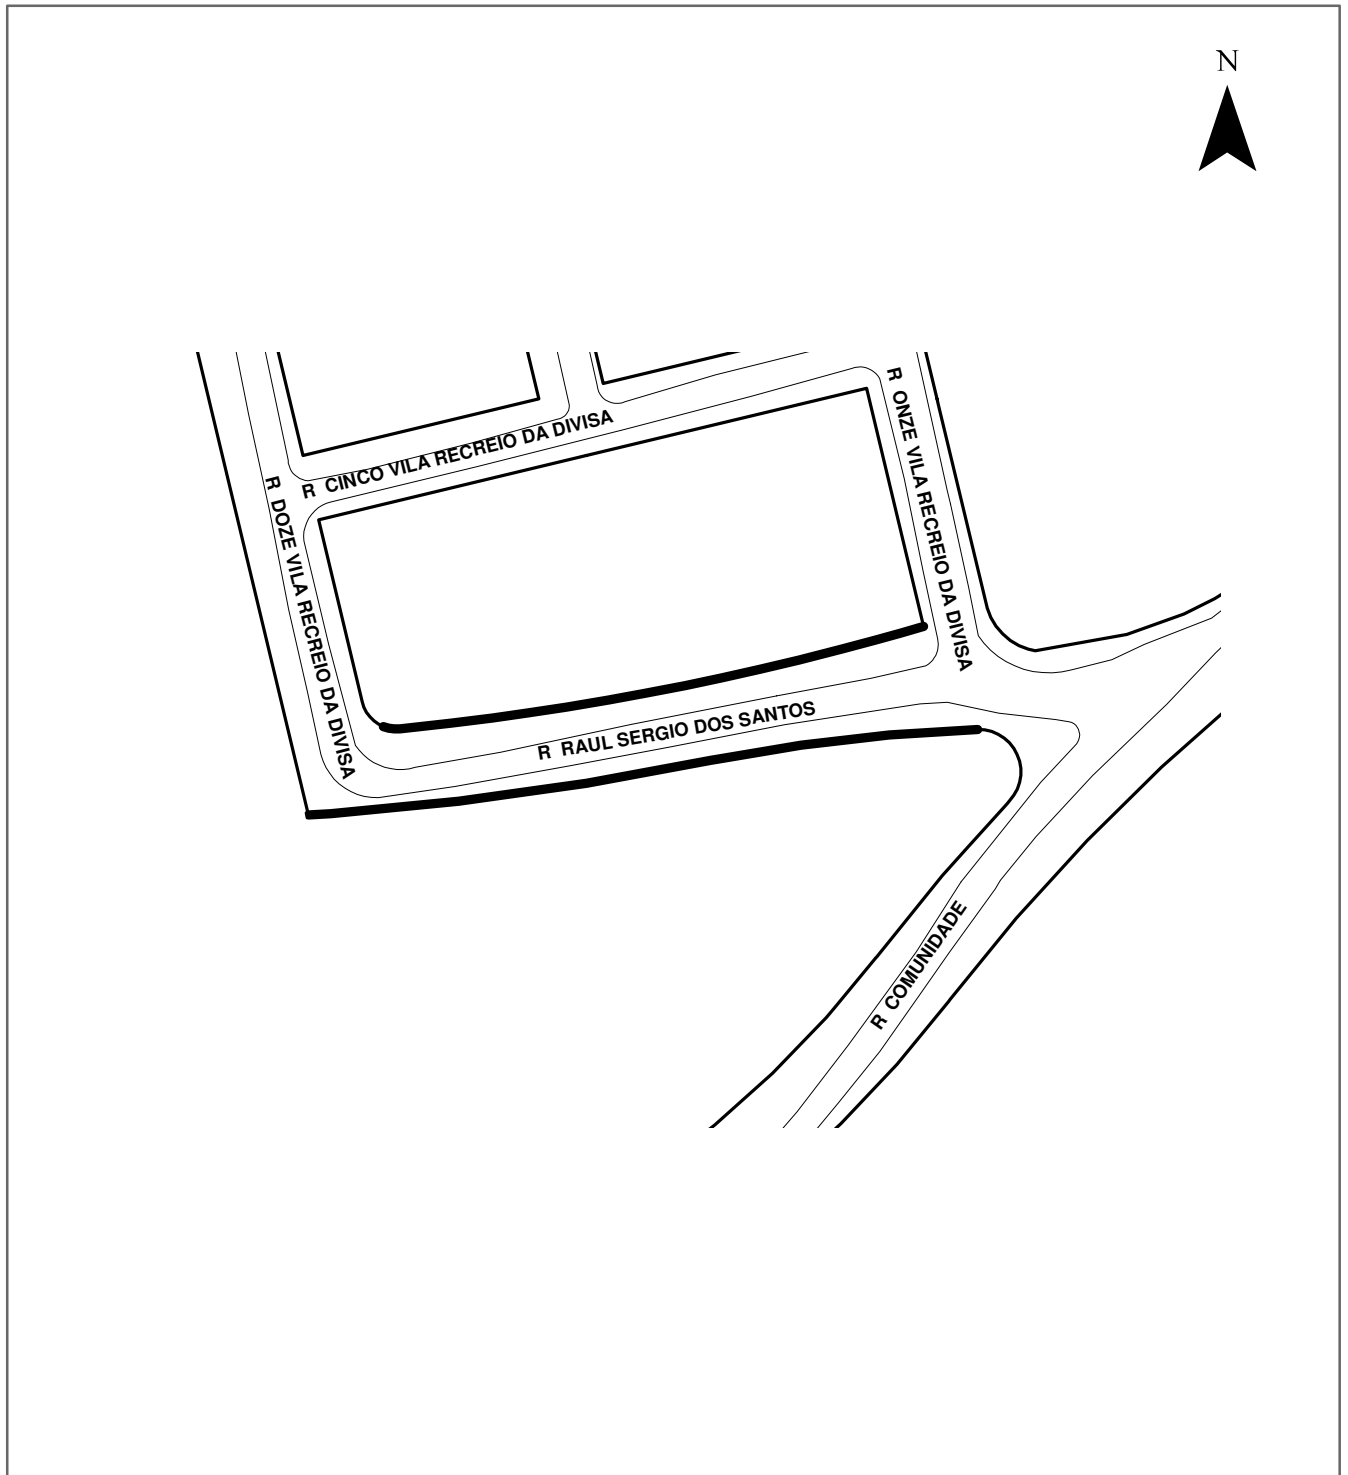 N
R ONZE VILA RECREIO DA DIVISA
R CINCO VILA RECREIO DA DIVISA
R DOZE VILA RECREIO DA DIVISA
R RAUL SERGIO DOS SANTOS
R COMUNIDADE